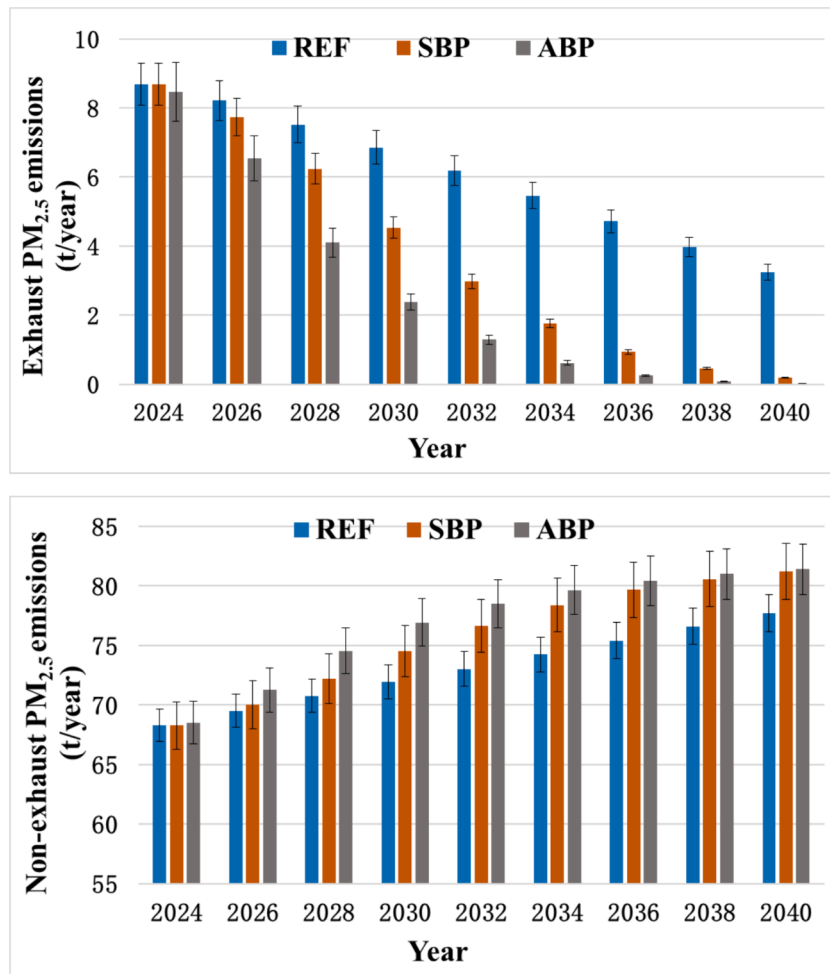 Exhaust PM2.5 emissions
(t/year)
10
8
6
4
2
0
REF SBP ABP
2024 2026 2028 2030 2032 2034 2036 2038 2040
Year
Non-exhaust PM2.5 emissions
(t/year)
85
80
75
70
65
60
55
REF SBP ABP
2024 2026 2028 2030 2032 2034 2036 2038 2040
Year